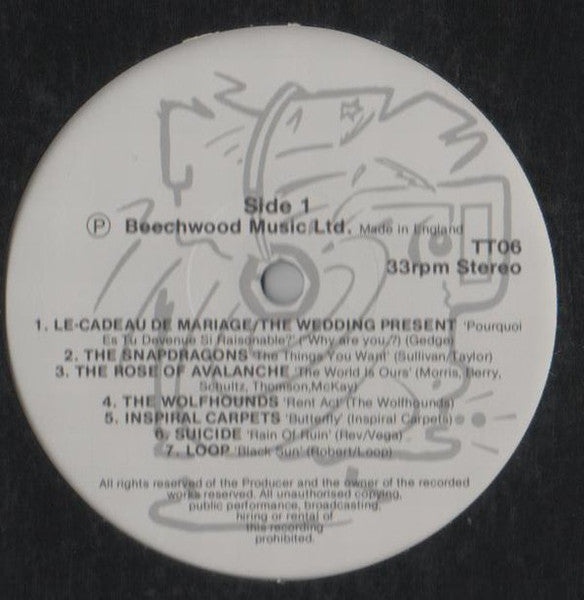 Side 1
Ⓟ Beechwood Music Ltd. Made in England
TT06
33rpm Stereo
1. LE-CADEAU DE MARIAGE/THE WEDDING PRESENT 'Pourquoi
Es Tu Devenue Si Raisonable?' ('Why are you?') (Gedge)
2. THE SNAPDRAGONS 'The Things You Want' (Sullivan/Taylor)
3. THE ROSE OF AVALANCHE 'The World Is Ours' (Morris, Berry,
Schultz, Thomson,McKay)
4. THE WOLFHOUNDS 'Rent Act' (The Wolfhounds)
5. INSPIRAL CARPETS 'Butterfly' (Inspiral Carpets)
6. SUICIDE 'Rain Of Ruin' (Rev/Vega)
7. LOOP 'Black Sun' (Robert/Loop)
All rights reserved of the Producer and the owner of the recorded
works reserved. All unauthorised copying,
public performance, broadcasting,
hiring or rental of
this recording
prohibited.